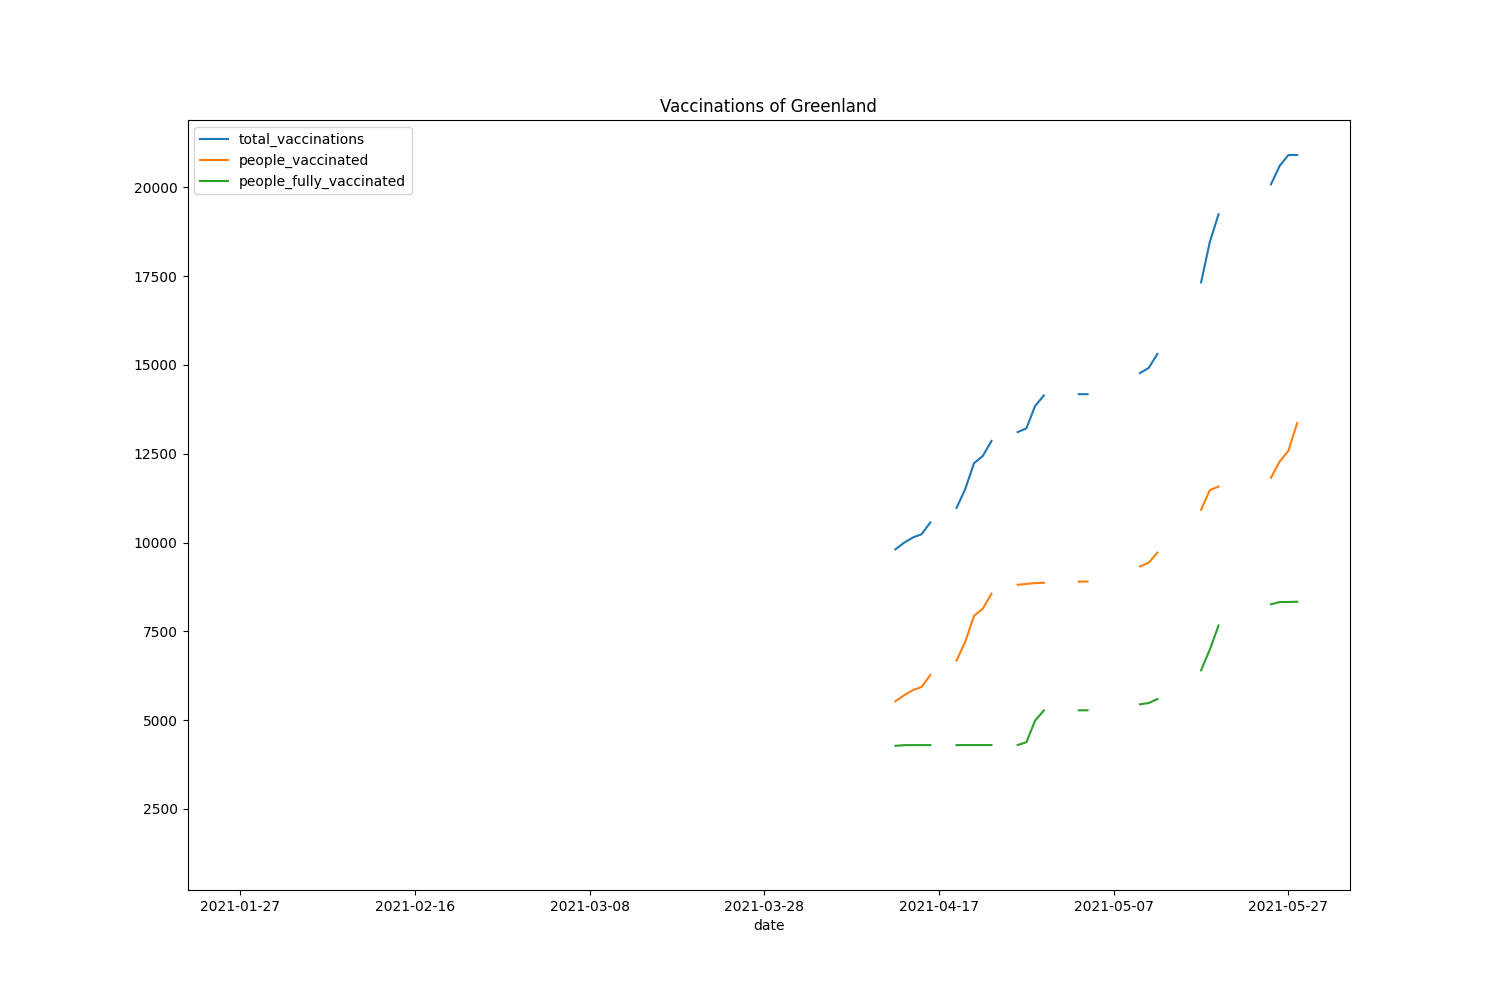 Vaccinations of Greenland
total_vaccinations
people_vaccinated
people_fully_vaccinated
20000
17500
15000
12500
10000
7500
5000
2500
2021-01-27 2021-02-16 2021-03-08 2021-03-28 2021-04-17 2021-05-07 2021-05-27
date